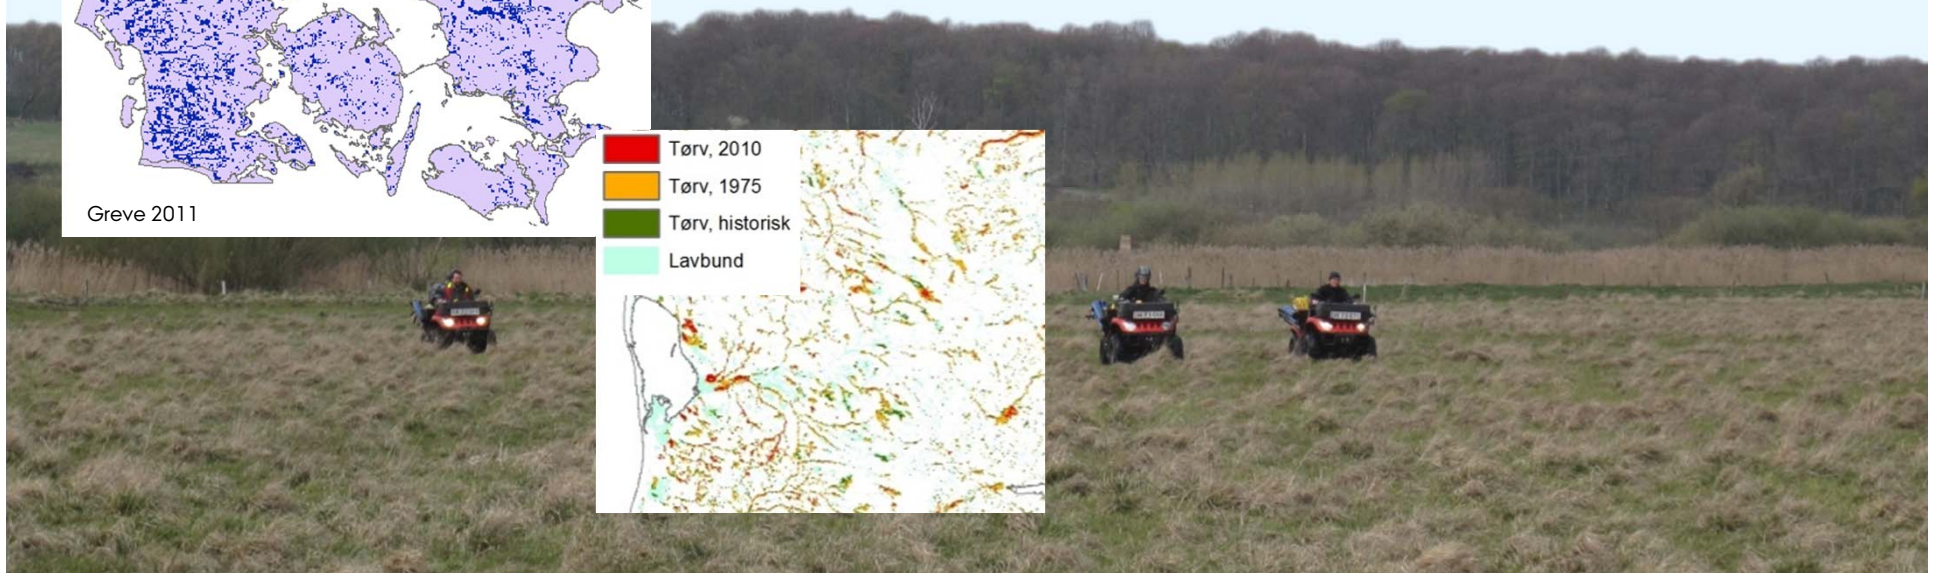 Greve 2011
Tørv, 2010
Tørv, 1975
Tørv, historisk
Lavbund